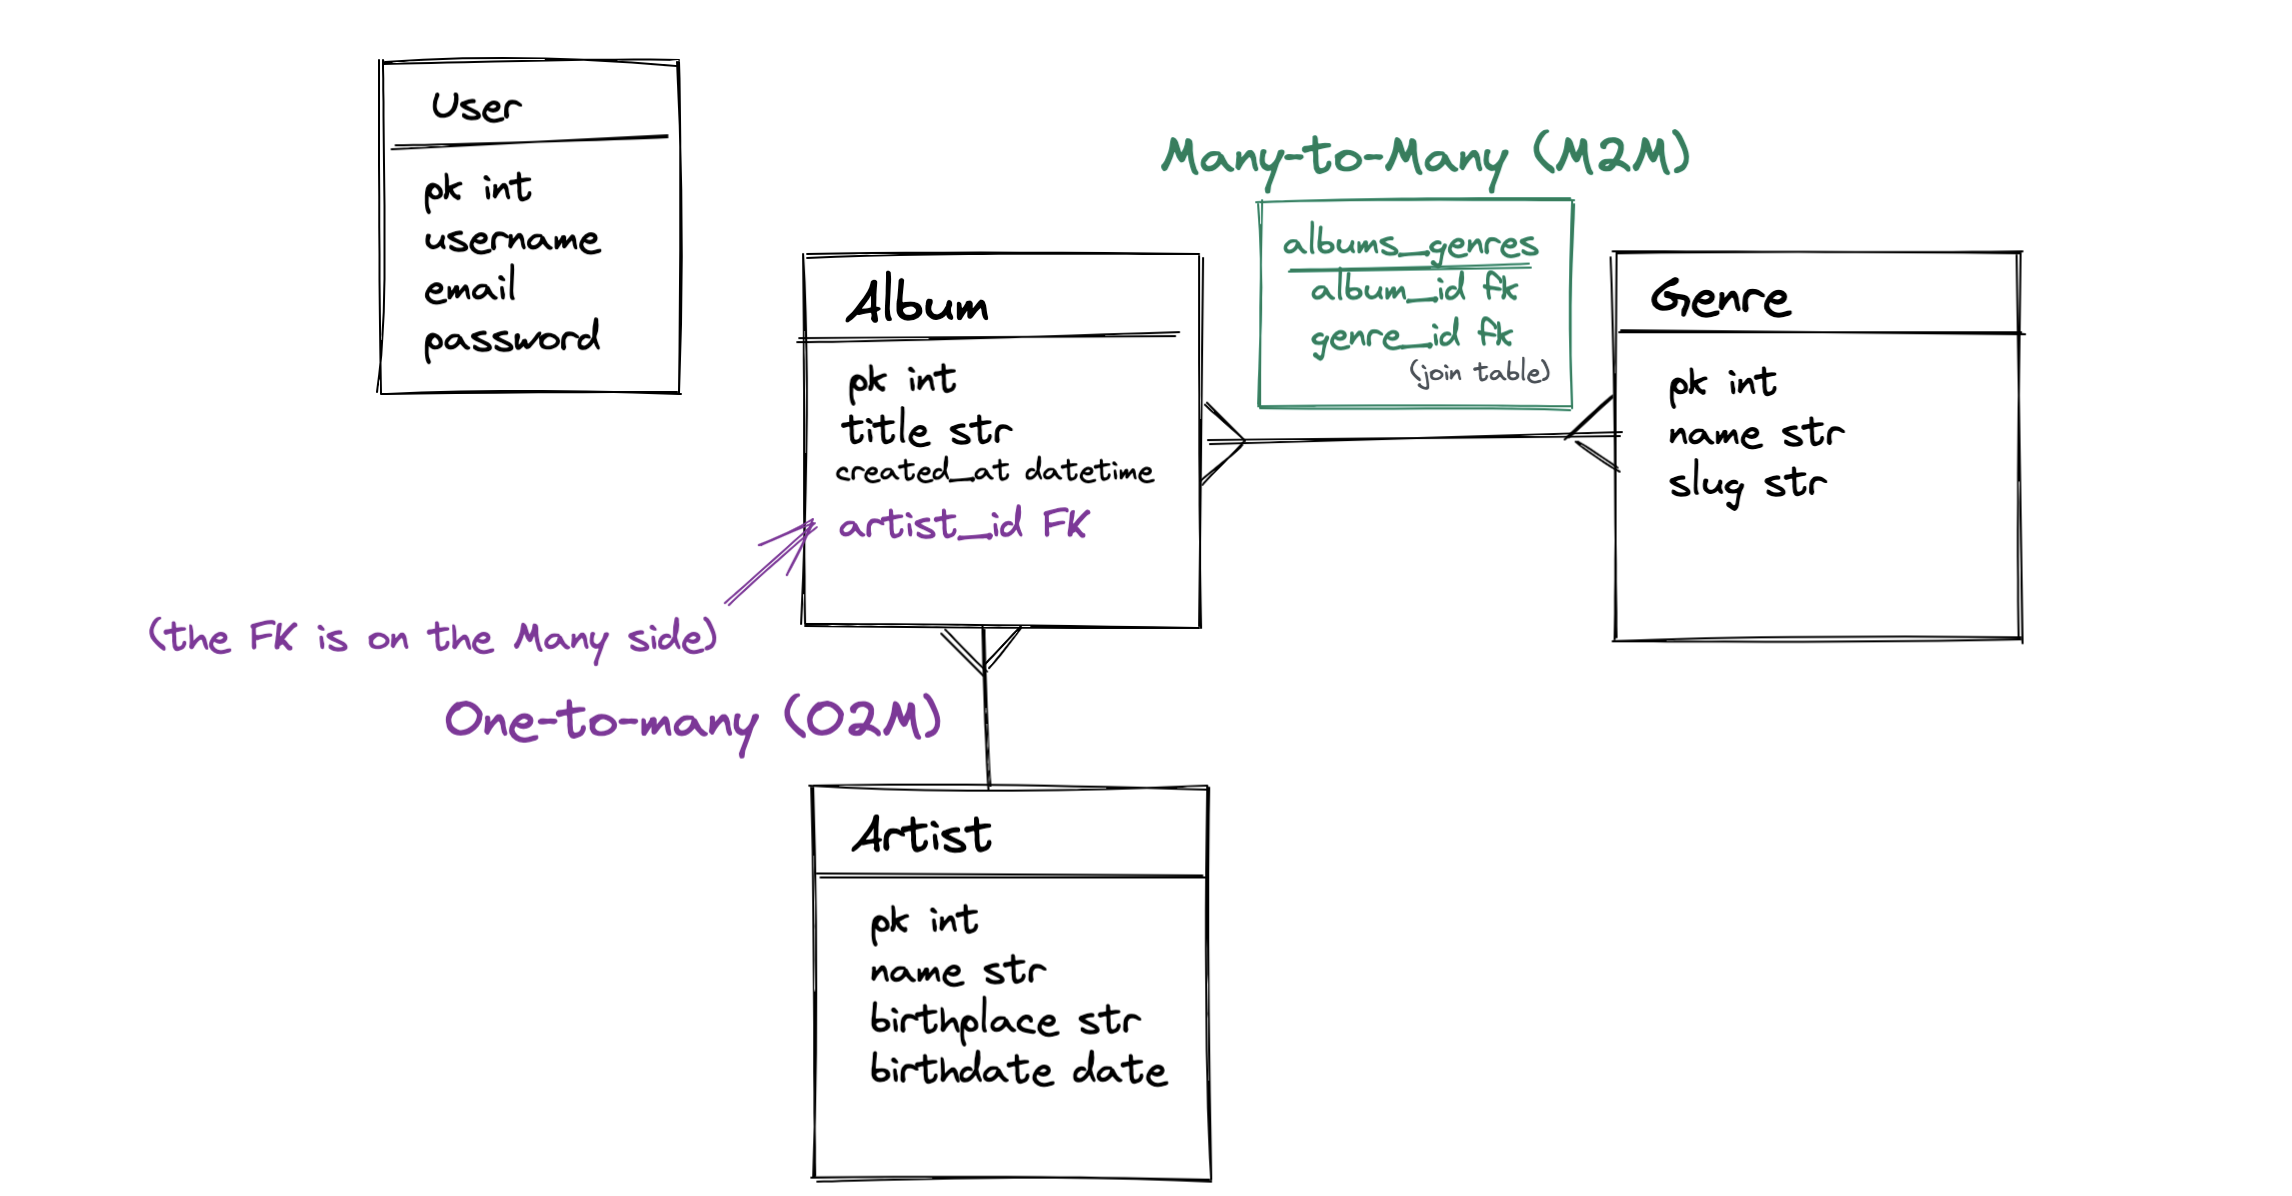 User
pk int
username
email
password
Many-to-Many (M2M)
albums_genres
album_id fk
genre_id fk
(join table)
Album
pk int
title str
created_at datetime
artist_id FK
Genre
pk int
name str
slug str
(the FK is on the Many side)
One-to-many (O2M)
Artist
pk int
name str
birthplace str
birthdate date